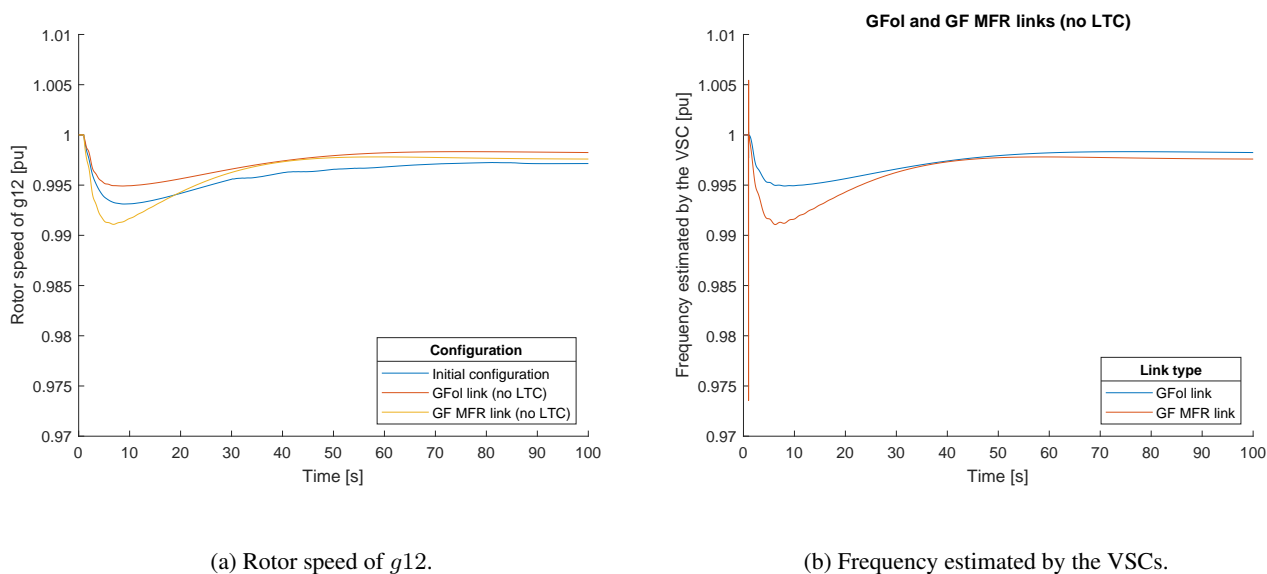 1.01
1.005
1
0.995
0.99
0.985
0.98
0.975
0.97
Rotor speed of g12 [pu]
0 10 20 30 40 50 60 70 80 90 100
Time [s]
Configuration
Initial configuration
GFol link (no LTC)
GF MFR link (no LTC)
(a) Rotor speed of g12.
GFol and GF MFR links (no LTC)
1.01
1.005
1
0.995
0.99
0.985
0.98
0.975
0.97
Frequency estimated by the VSC [pu]
0 10 20 30 40 50 60 70 80 90 100
Time [s]
Link type
GFol link
GF MFR link
(b) Frequency estimated by the VSCs.